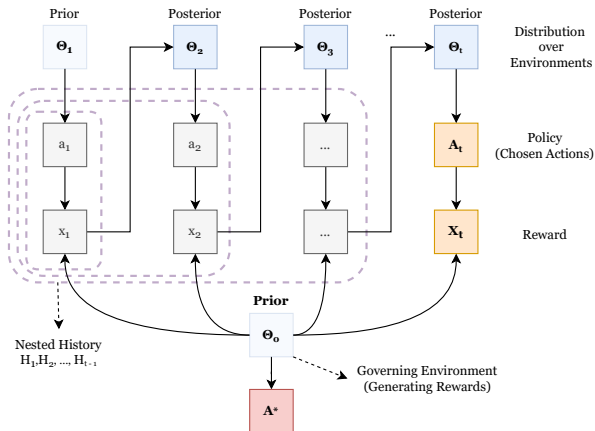 Prior
Posterior
Posterior
...
Posterior
Distribution
over
Environments
Θ₁
Θ₂
Θ₃
Θₜ
a₁
a₂
...
Aₜ
Policy
(Chosen Actions)
x₁
x₂
...
Xₜ
Reward
Prior
Θ₀
Nested History
H₁,H₂, ..., Hₜ₋₁
Governing Environment
(Generating Rewards)
A*